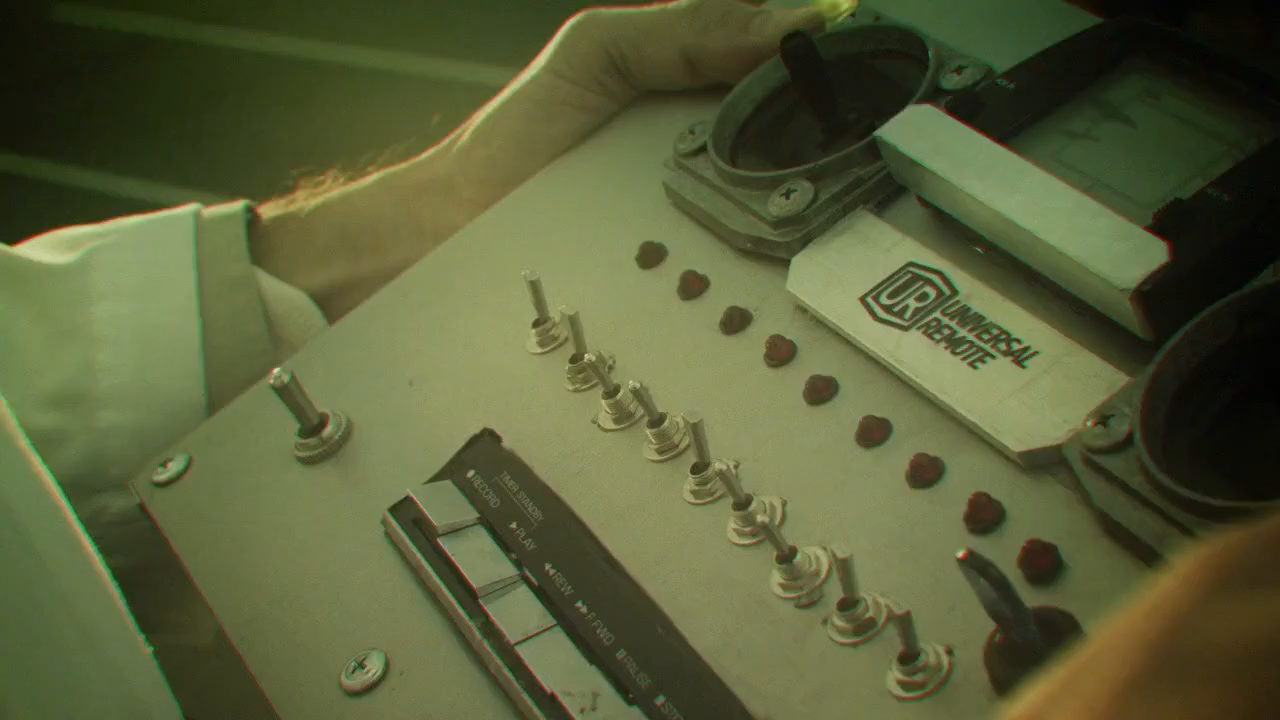 UR
UNIVERSAL
REMOTE
TIMER STANDBY
RECORD
PLAY
REW
F.FWD
PAUSE